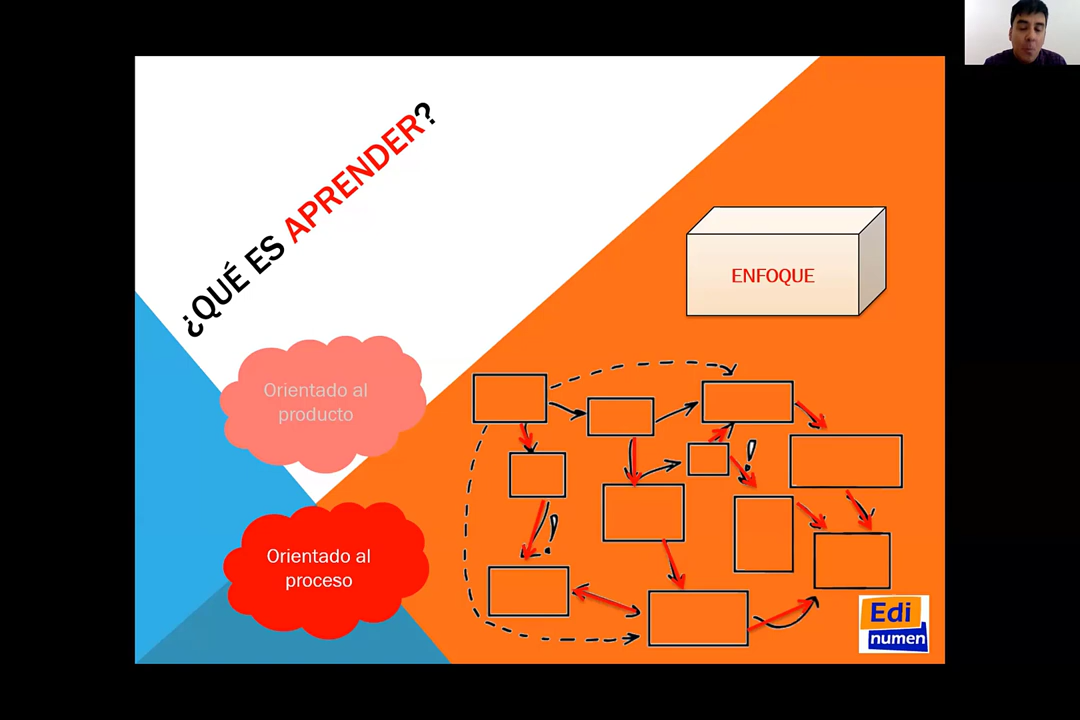 ¿QUÉ ES APRENDER?
ENFOQUE
Orientado al
producto
Orientado al
proceso
!
!
Edi
numen